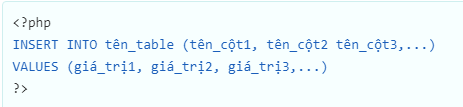 <?php
INSERT INTO tên_table (tên_cột1, tên_cột2 tên_cột3,...)
VALUES (giá_trị1, giá_trị2, giá_trị3,...)
?>